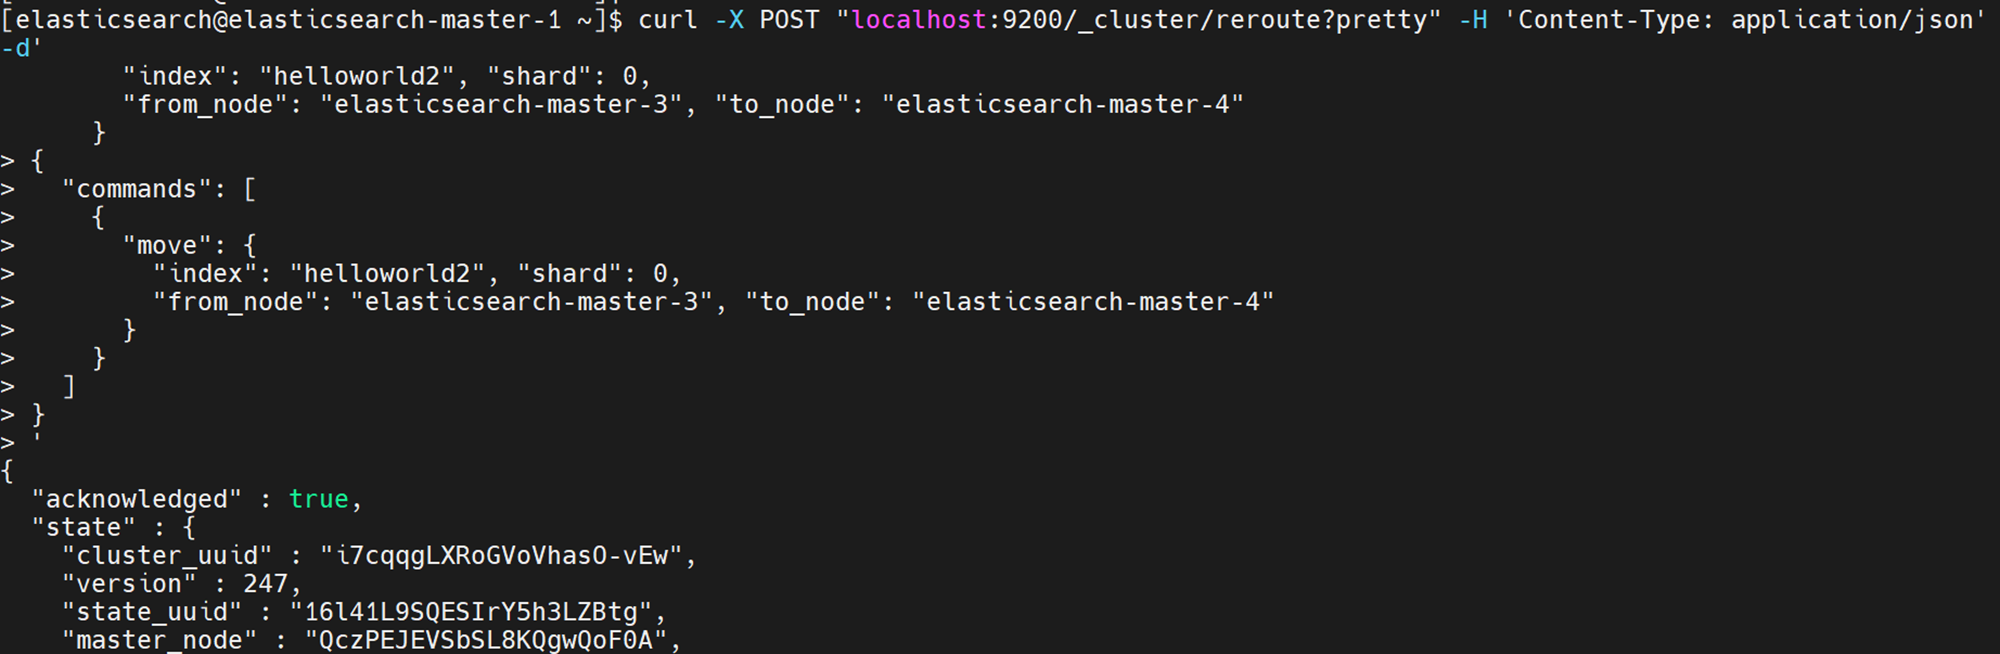 [elasticsearch@elasticsearch-master-1 ~]$ curl -X POST "localhost:9200/_cluster/reroute?pretty" -H 'Content-Type: application/json'
-d'
        "index": "helloworld2", "shard": 0,
        "from_node": "elasticsearch-master-3", "to_node": "elasticsearch-master-4"
      }
> {
>   "commands": [
>     {
>       "move": {
>         "index": "helloworld2", "shard": 0,
>         "from_node": "elasticsearch-master-3", "to_node": "elasticsearch-master-4"
>       }
>     }
>   ]
> }
> '
{
  "acknowledged" : true,
  "state" : {
    "cluster_uuid" : "i7cqqgLXRoGVoVhasO-vEw",
    "version" : 247,
    "state_uuid" : "16l41L9SQESIrY5h3LZBtg",
    "master_node" : "QczPEJEVSbSL8KQgwQoF0A",